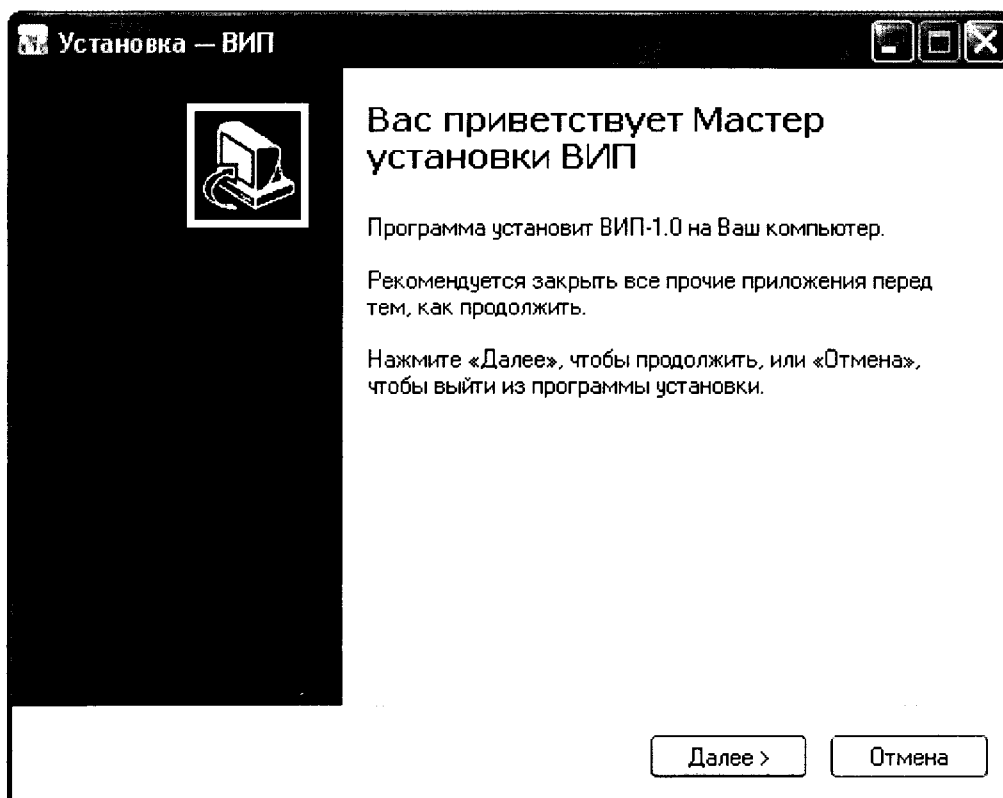 Установка — ВИП
Вас приветствует Мастер
установки ВИП
Программа установит ВИП-1.0 на Ваш компьютер.
Рекомендуется закрыть все прочие приложения перед
тем, как продолжить.
Нажмите «Далее», чтобы продолжить, или «Отмена»,
чтобы выйти из программы установки.
Далее >
Отмена